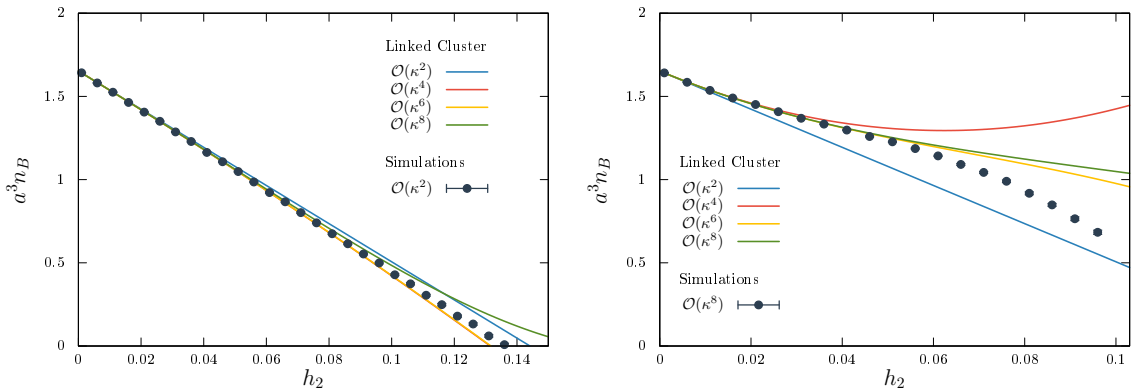 2
1.5
1
0.5
0
a³n_B
Linked Cluster
𝒪(κ²)
𝒪(κ⁴)
𝒪(κ⁶)
𝒪(κ⁸)
Simulations
𝒪(κ²)
0 0.02 0.04 0.06 0.08 0.1 0.12 0.14
h₂
2
1.5
1
0.5
0
a³n_B
Linked Cluster
𝒪(κ²)
𝒪(κ⁴)
𝒪(κ⁶)
𝒪(κ⁸)
Simulations
𝒪(κ⁸)
0 0.02 0.04 0.06 0.08 0.1
h₂